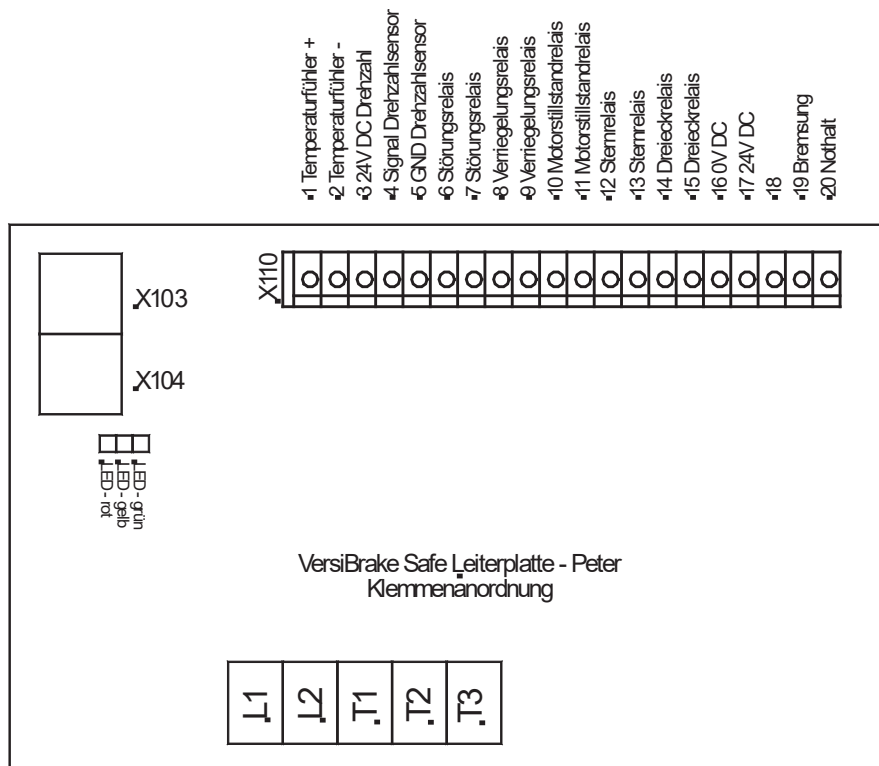 1 Temperaturfühler +
2 Temperaturfühler -
3 24V DC Drehzahl
4 Signal Drehzahlsensor
5 GND Drehzahlsensor
6 Störungsrelais
7 Störungsrelais
8 Verriegelungsrelais
9 Verriegelungsrelais
10 Motorstillstandrelais
11 Motorstillstandrelais
12 Sternrelais
13 Sternrelais
14 Dreieckrelais
15 Dreieckrelais
16 0V DC
17 24V DC
18
19 Bremsung
20 Nothalt
X110
X103
X104
LED - rot
LED - gelb
LED - grün
VersiBrake Safe Leiterplatte - Peter
Klemmenanordnung
L1
L2
T1
T2
T3